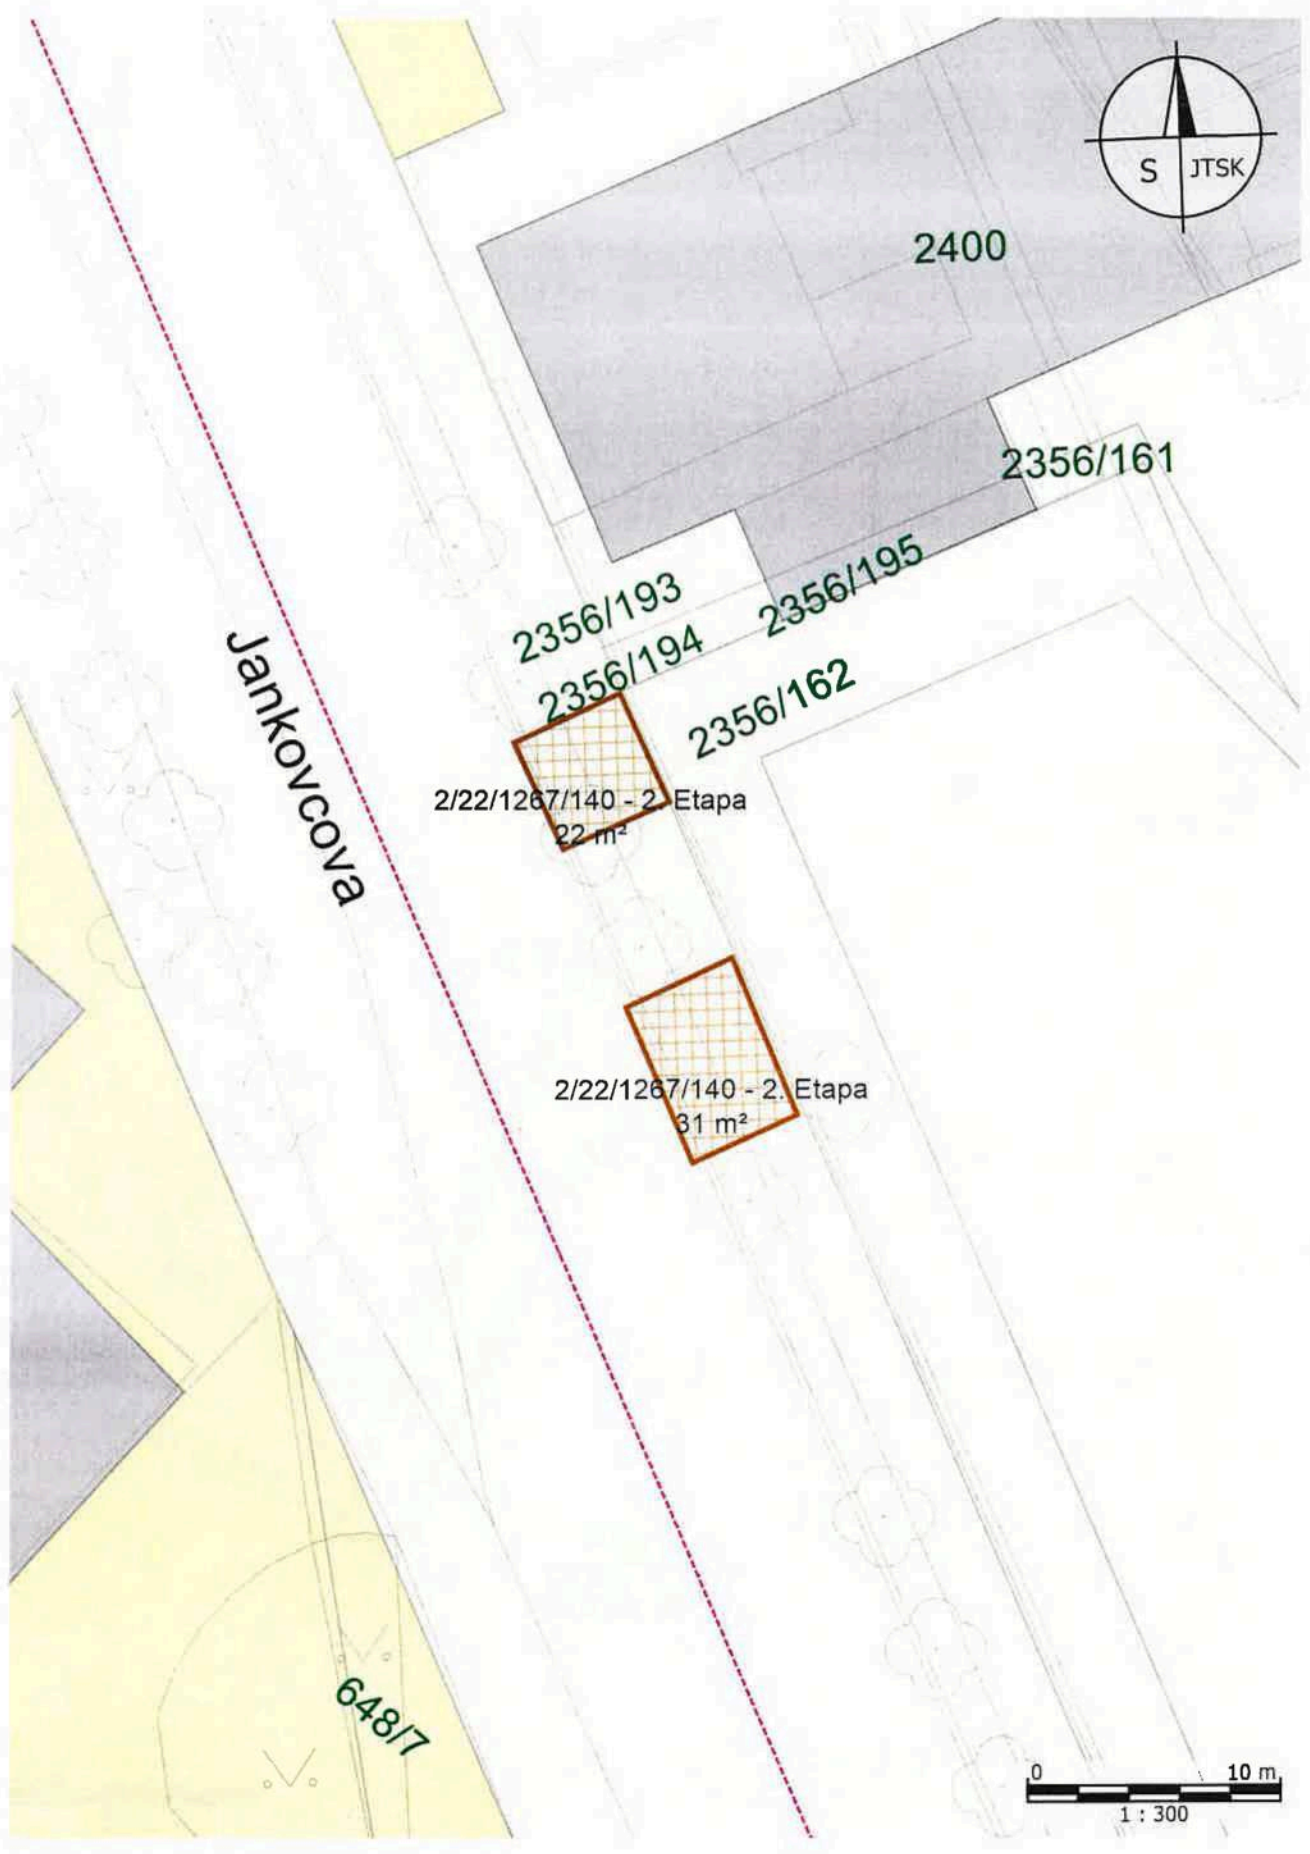 S JTSK
2400
2356/161
2356/195
2356/193
2356/194
2356/162
Jankovcova
2/22/1267/140 - 2. Etapa
22 m²
2/22/1267/140 - 2. Etapa
31 m²
648/7
0 10 m
1 : 300